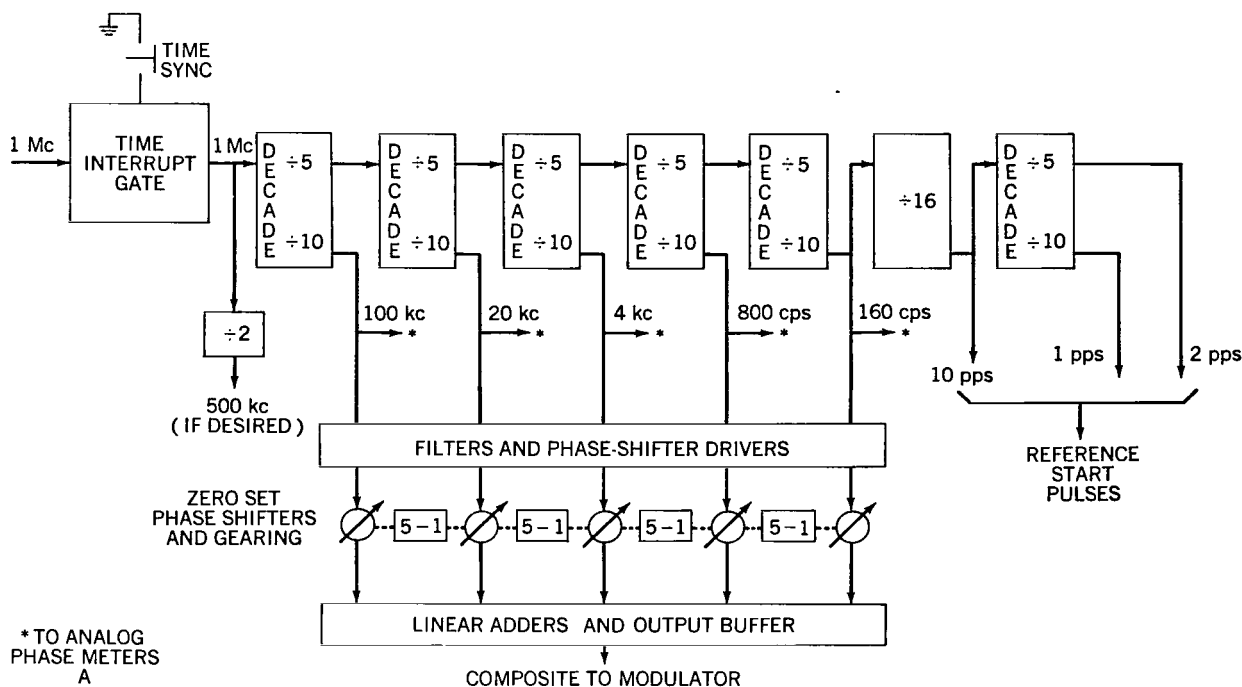 TIME
SYNC
1 Mc
TIME
INTERRUPT
GATE
1 Mc
DECADE
÷5
÷10
DECADE
÷5
÷10
DECADE
÷5
÷10
DECADE
÷5
÷10
DECADE
÷5
÷10
÷16
DECADE
÷5
÷10
÷2
500 kc
(IF DESIRED)
100 kc
*
20 kc
*
4 kc
*
800 cps
*
160 cps
*
10 pps
1 pps
2 pps
REFERENCE
START
PULSES
FILTERS AND PHASE-SHIFTER DRIVERS
ZERO SET
PHASE SHIFTERS
AND GEARING
5-1
5-1
5-1
5-1
LINEAR ADDERS AND OUTPUT BUFFER
COMPOSITE TO MODULATOR
* TO ANALOG
PHASE METERS
A